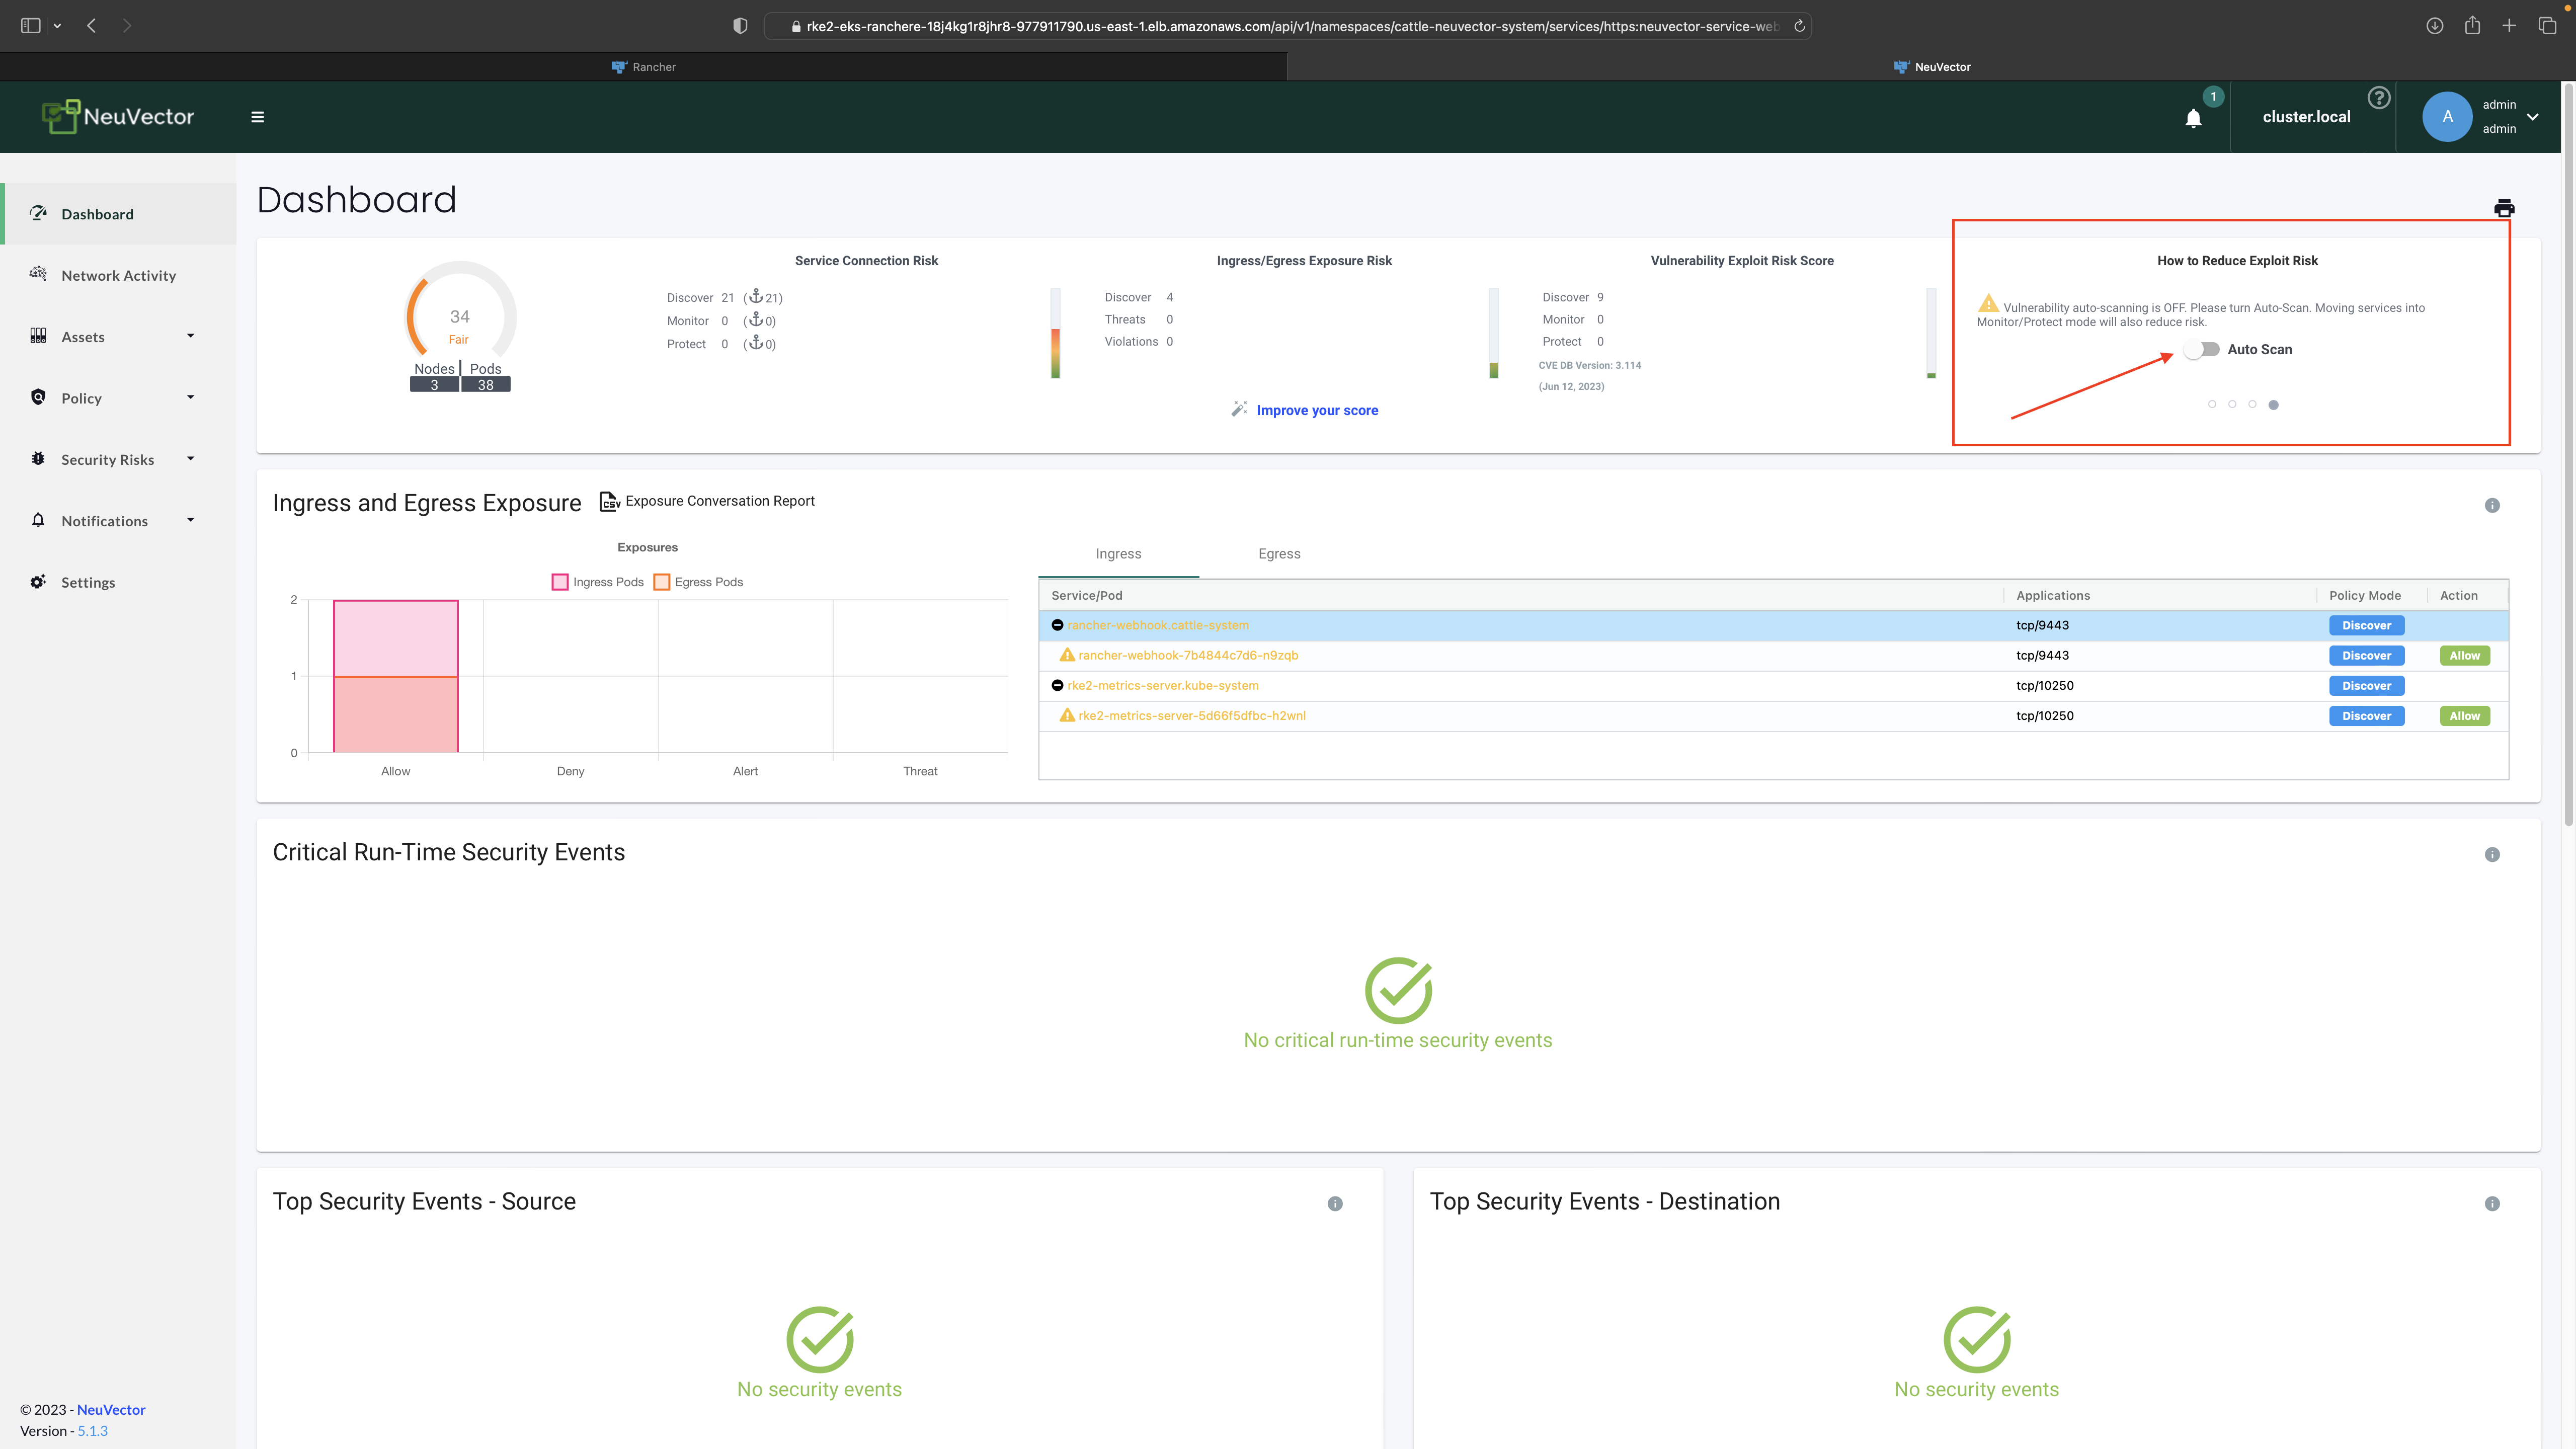 rke2-eks-ranchere-18j4kg1r8jhr8-977911790.us-east-1.elb.amazonaws.com/api/v1/namespaces/cattle-neuvector-system/services/https:neuvector-service-web
Rancher
NeuVector
NeuVector
1
cluster.local
?
A
admin
admin
Dashboard
Network Activity
Assets
Policy
Security Risks
Notifications
Settings
© 2023 - NeuVector
Version - 5.1.3
Dashboard
34
Fair
Nodes Pods
3 38
Service Connection Risk
Discover 21 (21)
Monitor 0 (0)
Protect 0 (0)
Ingress/Egress Exposure Risk
Discover 4
Threats 0
Violations 0
Vulnerability Exploit Risk Score
Discover 9
Monitor 0
Protect 0
CVE DB Version: 3.114
(Jun 12, 2023)
Improve your score
How to Reduce Exploit Risk
Vulnerability auto-scanning is OFF. Please turn Auto-Scan. Moving services into
Monitor/Protect mode will also reduce risk.
Auto Scan
Ingress and Egress Exposure
CSV Exposure Conversation Report
Exposures
Ingress Pods Egress Pods
2
1
0
Allow Deny Alert Threat
Ingress Egress
Service/Pod Applications Policy Mode Action
rancher-webhook.cattle-system tcp/9443 Discover
rancher-webhook-7b4844c7d6-n9zqb tcp/9443 Discover Allow
rke2-metrics-server.kube-system tcp/10250 Discover
rke2-metrics-server-5d66f5dfbc-h2wnl tcp/10250 Discover Allow
Critical Run-Time Security Events
No critical run-time security events
Top Security Events - Source
No security events
Top Security Events - Destination
No security events